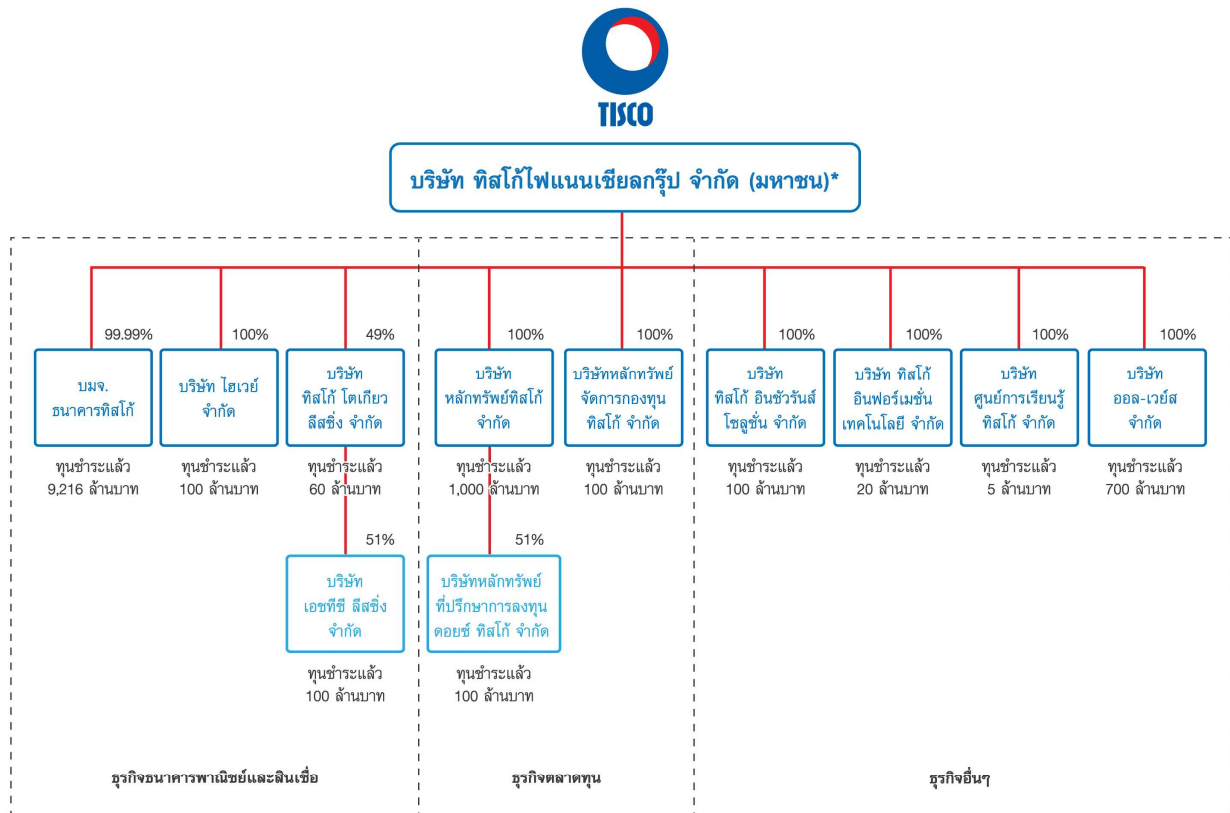 TISCO
บริษัท ทิสโก้ไฟแนนเชียลกรุ๊ป จำกัด (มหาชน)*
99.99%
บมจ.
ธนาคารทิสโก้
ทุนชำระแล้ว
9,216 ล้านบาท
100%
บริษัท ไฮเวย์
จำกัด
ทุนชำระแล้ว
100 ล้านบาท
49%
บริษัท
ทิสโก้ โตเกียว
ลีสซิ่ง จำกัด
ทุนชำระแล้ว
60 ล้านบาท
51%
บริษัท
เอชทีซี ลีสซิ่ง
จำกัด
ทุนชำระแล้ว
100 ล้านบาท
ธุรกิจธนาคารพาณิชย์และสินเชื่อ
100%
บริษัท
หลักทรัพย์ทิสโก้
จำกัด
ทุนชำระแล้ว
1,000 ล้านบาท
51%
บริษัทหลักทรัพย์
ที่ปรึกษาการลงทุน
ดอยซ์ ทิสโก้ จำกัด
ทุนชำระแล้ว
100 ล้านบาท
100%
บริษัทหลักทรัพย์
จัดการกองทุน
ทิสโก้ จำกัด
ทุนชำระแล้ว
100 ล้านบาท
ธุรกิจตลาดทุน
100%
บริษัท
ทิสโก้ อินชัวรันส์
โซลูชั่น จำกัด
ทุนชำระแล้ว
100 ล้านบาท
100%
บริษัท ทิสโก้
อินฟอร์เมชั่น
เทคโนโลยี จำกัด
ทุนชำระแล้ว
20 ล้านบาท
100%
บริษัท
ศูนย์การเรียนรู้
ทิสโก้ จำกัด
ทุนชำระแล้ว
5 ล้านบาท
100%
บริษัท
ออล-เวย์ส
จำกัด
ทุนชำระแล้ว
700 ล้านบาท
ธุรกิจอื่นๆ